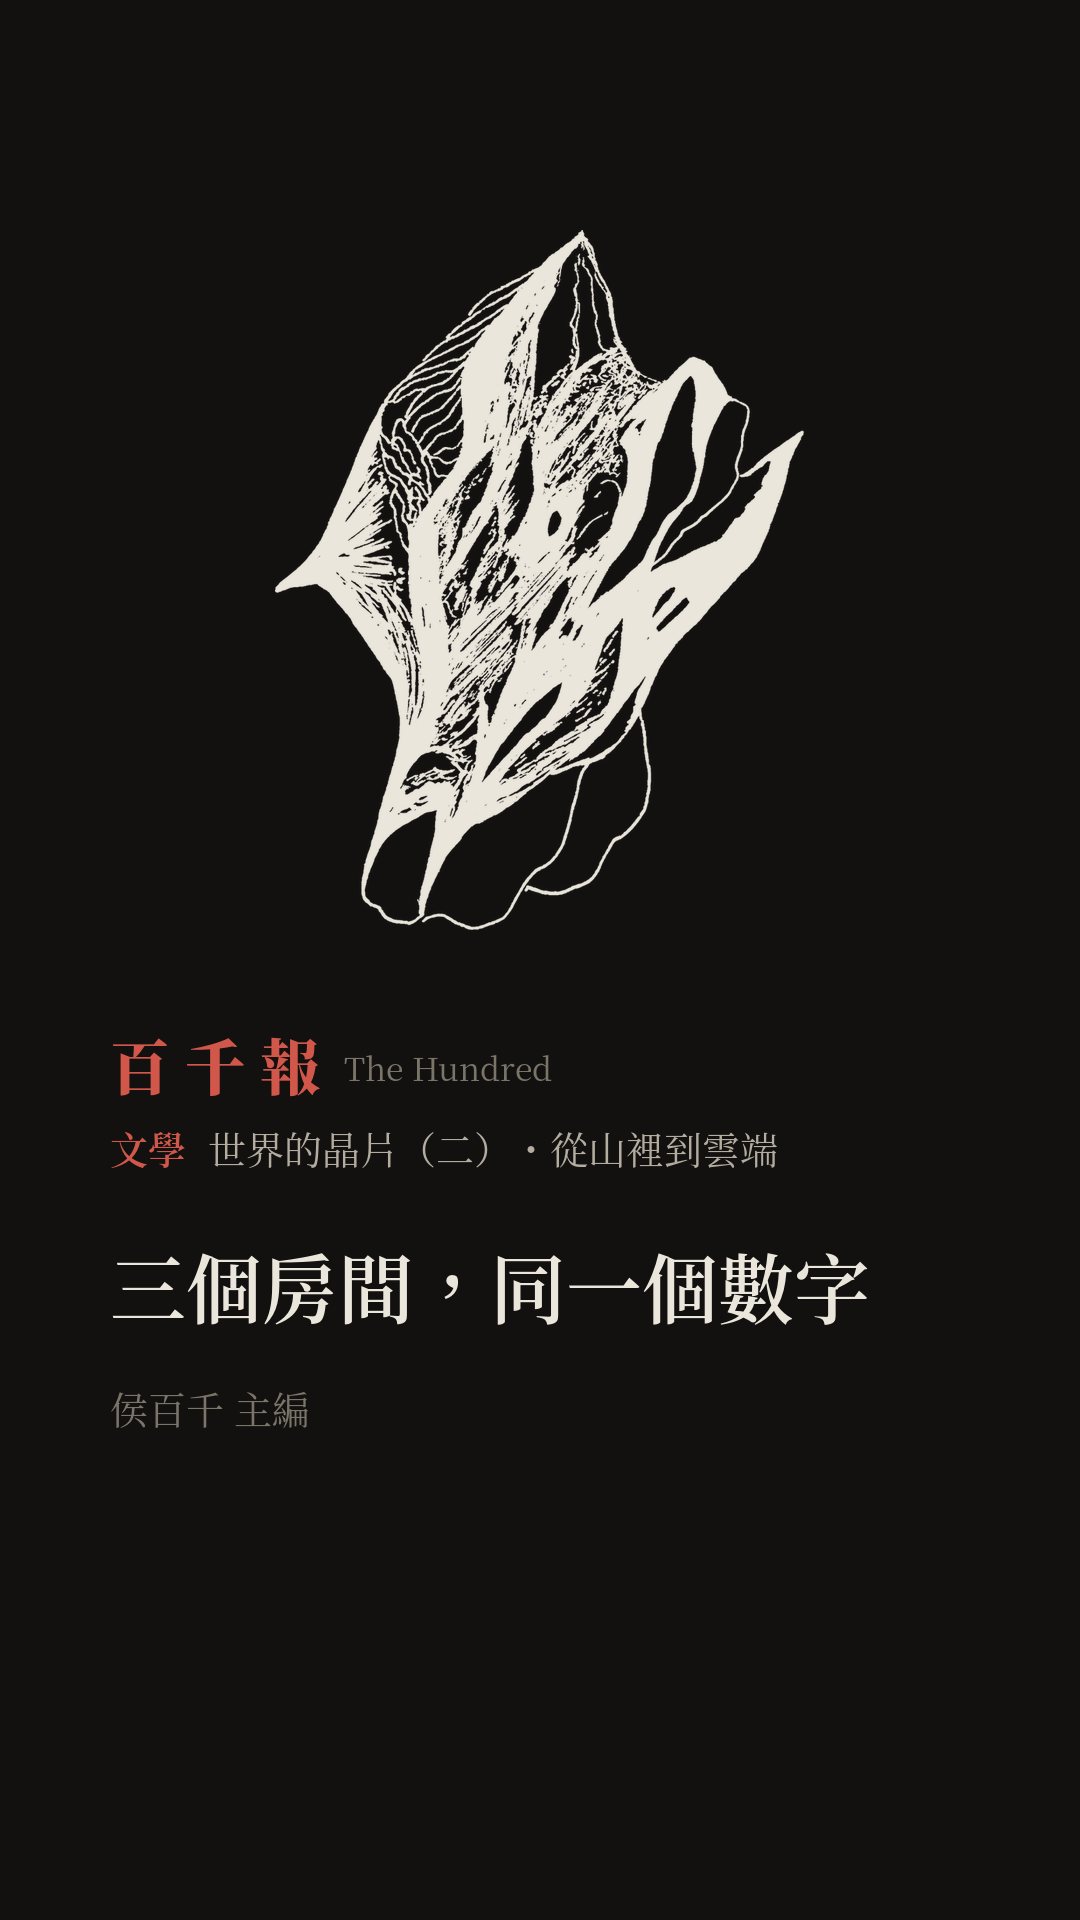 百千報 The Hundred
文學 世界的晶片（二）・從山裡到雲端
三個房間，同一個數字
侯百千 主編